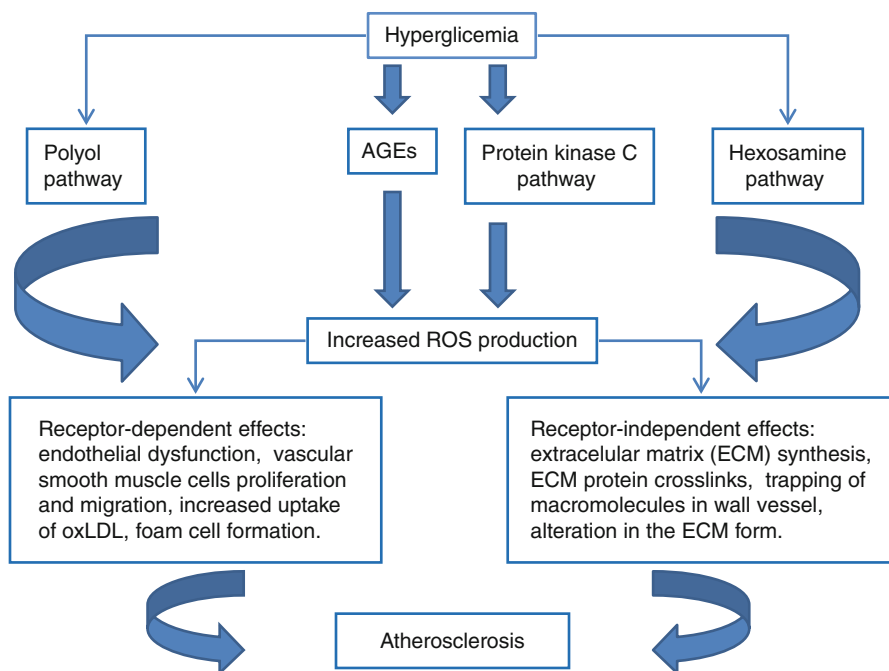 Hyperglicemia
Polyol
pathway
AGEs
Protein kinase C
pathway
Hexosamine
pathway
Increased ROS production
Receptor-dependent effects:
endothelial dysfunction, vascular
smooth muscle cells proliferation
and migration, increased uptake
of oxLDL, foam cell formation.
Receptor-independent effects:
extracelular matrix (ECM) synthesis,
ECM protein crosslinks, trapping of
macromolecules in wall vessel,
alteration in the ECM form.
Atherosclerosis